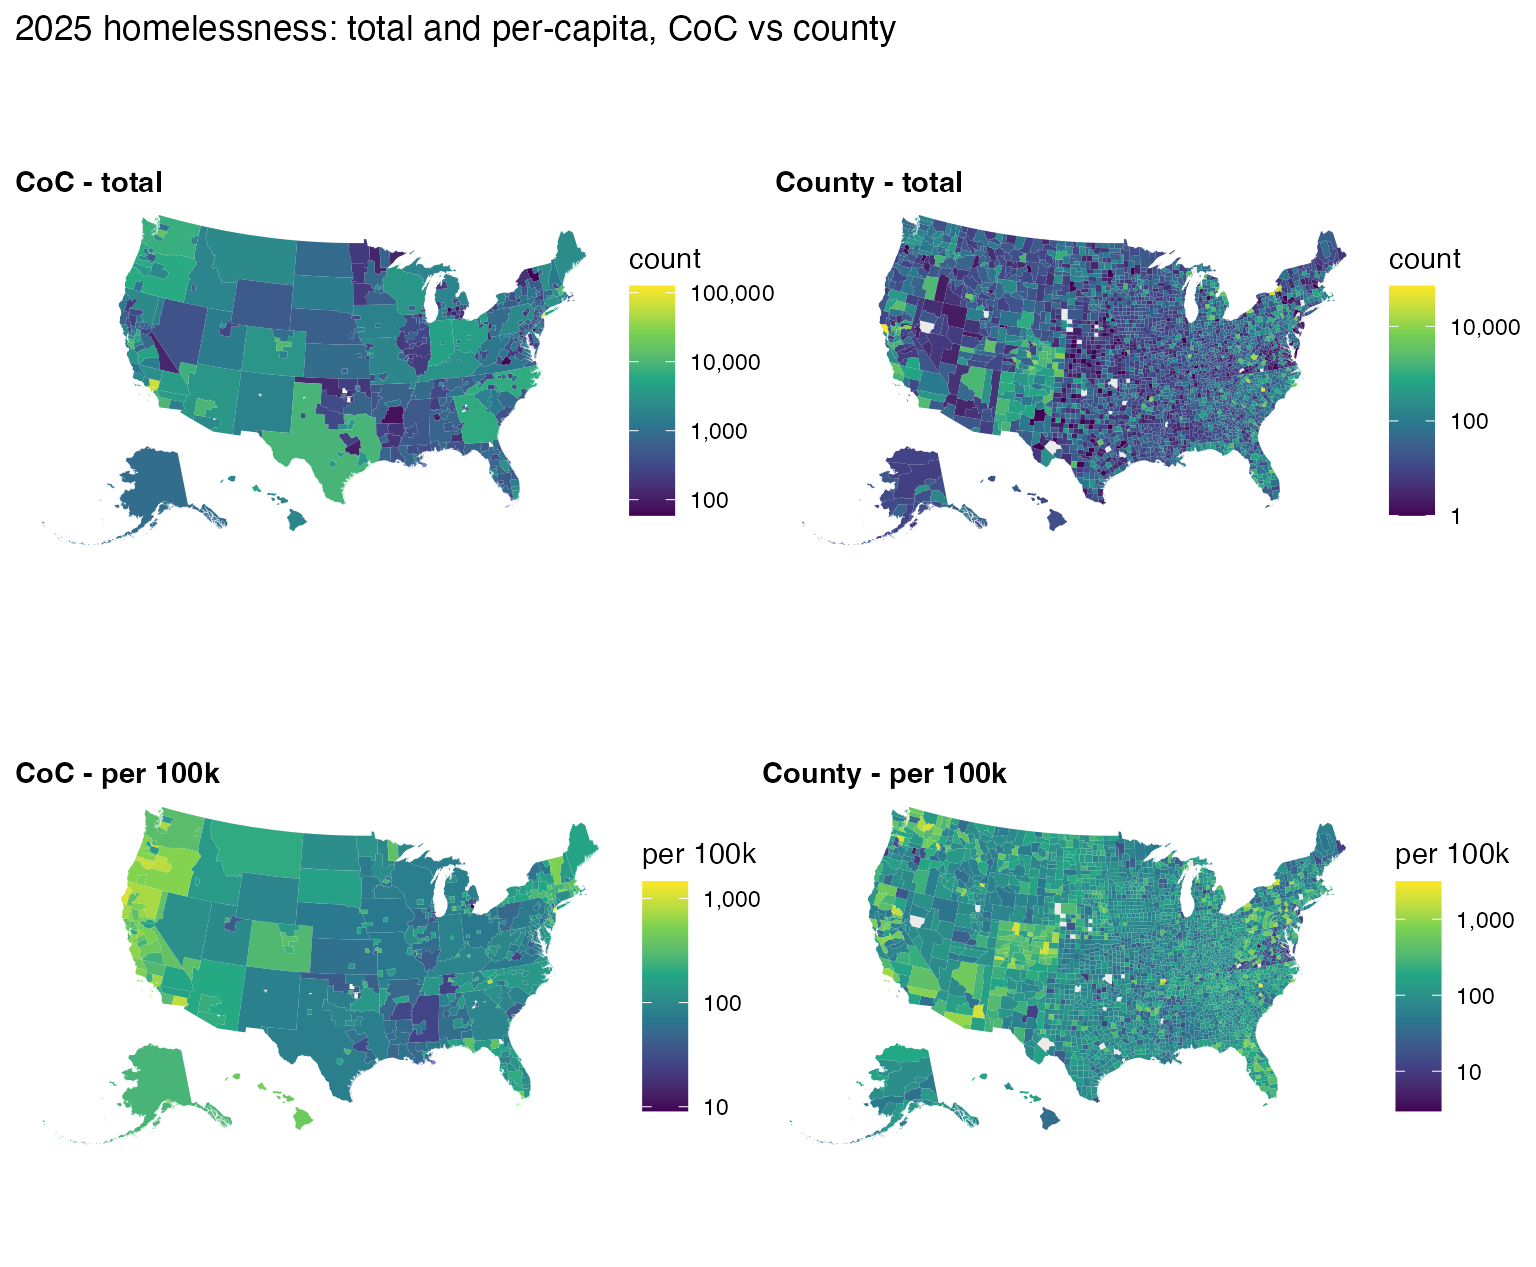 2025 homelessness: total and per-capita, CoC vs county
CoC - total
count
100,000
10,000
1,000
100
County - total
count
10,000
100
1
CoC - per 100k
per 100k
1,000
100
10
County - per 100k
per 100k
1,000
100
10